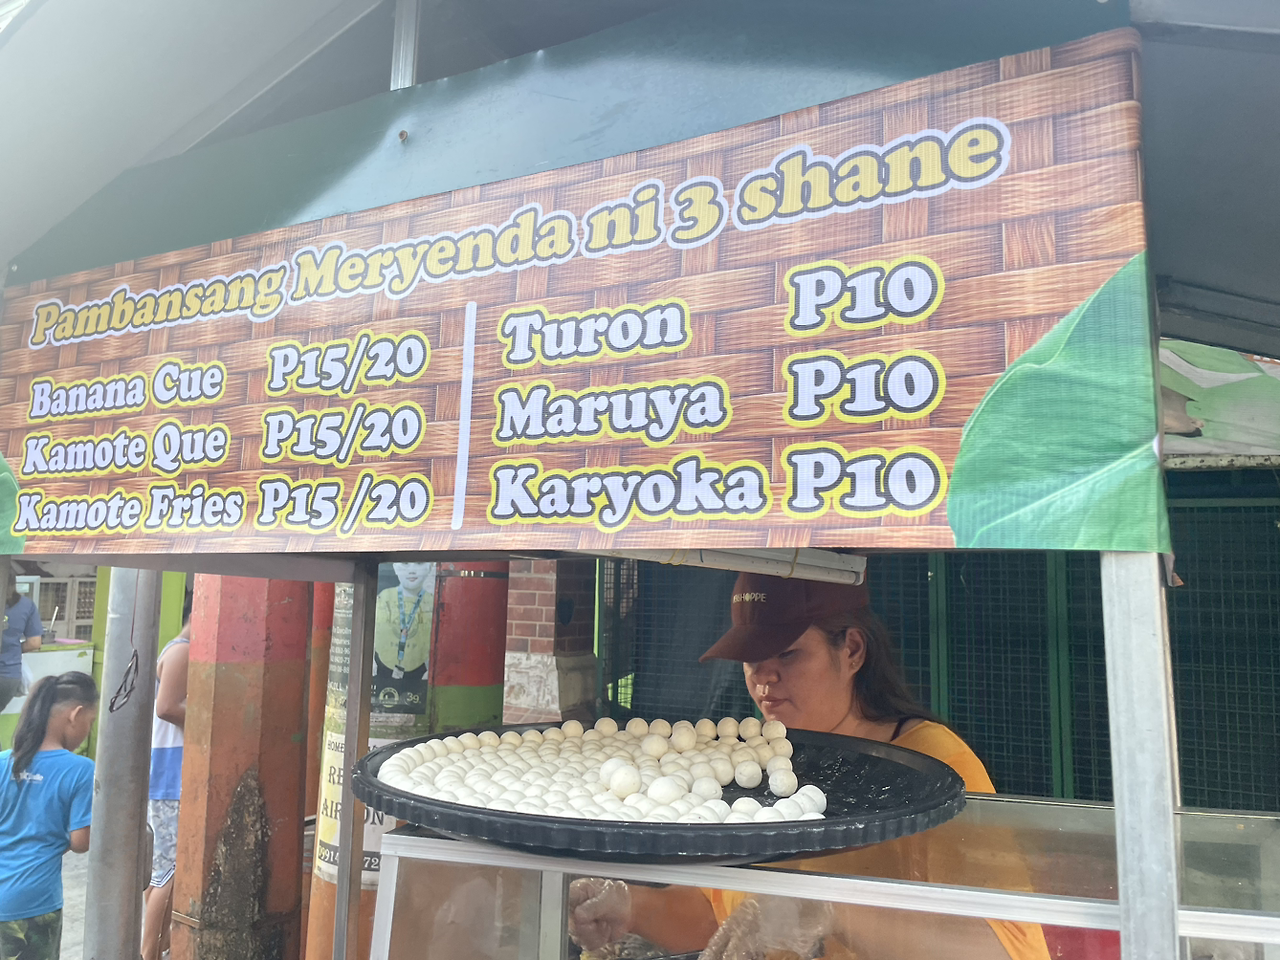 Pambansang Meryenda ni 3 shane
Banana Cue P15/20
Kamote Que P15/20
Kamote Fries P15/20
Turon P10
Maruya P10
Karyoka P10